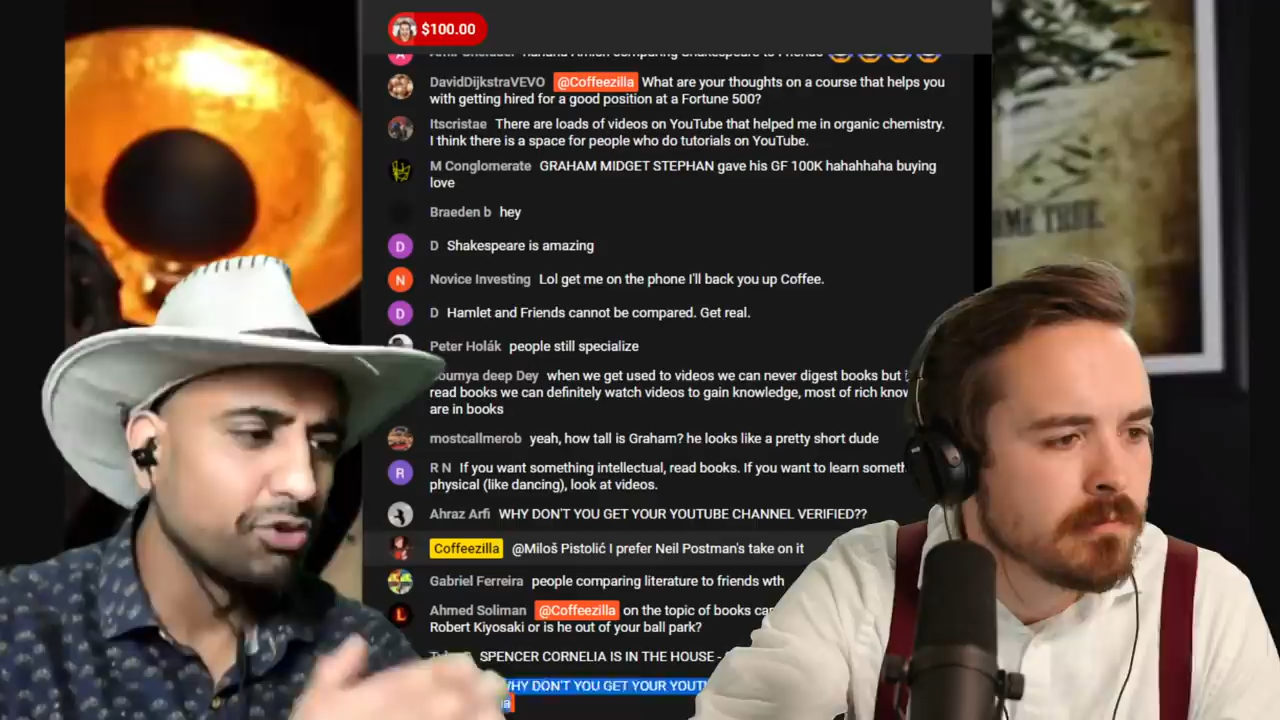 $100.00
Shakespeare to Friends
DavidDijkstraVEVO @Coffeezilla What are your thoughts on a course that helps you
with getting hired for a good position at a Fortune 500?
Itscristae There are loads of videos on YouTube that helped me in organic chemistry.
I think there is a space for people who do tutorials on YouTube.
M Conglomerate GRAHAM MIDGET STEPHAN gave his GF 100K hahahhaha buying
love
Braeden b hey
D D Shakespeare is amazing
N Novice Investing Lol get me on the phone I'll back you up Coffee.
D D Hamlet and Friends cannot be compared. Get real.
Peter Holák people still specialize
deep Dey when we get used to videos we can never digest books but
read books we can definitely watch videos to gain knowledge, most of rich
are in books
mostcallmerob yeah, how tall is Graham? he looks like a pretty short dude
R R N If you want something intellectual, read books. If you want to learn
physical (like dancing), look at videos.
Ahraz Arfi WHY DON'T YOU GET YOUR YOUTUBE CHANNEL VERIFIED??
Coffeezilla @Miloš Pistolić I prefer Neil Postman's take on it
Gabriel Ferreira people comparing literature to friends wth
L Ahmed Soliman @Coffeezilla on the topic of books
Robert Kiyosaki or is he out of your ball park?
SPENCER CORNELIA IS IN THE HOUSE -
WHY DON'T YOU GET YOUR
OME TRUE.